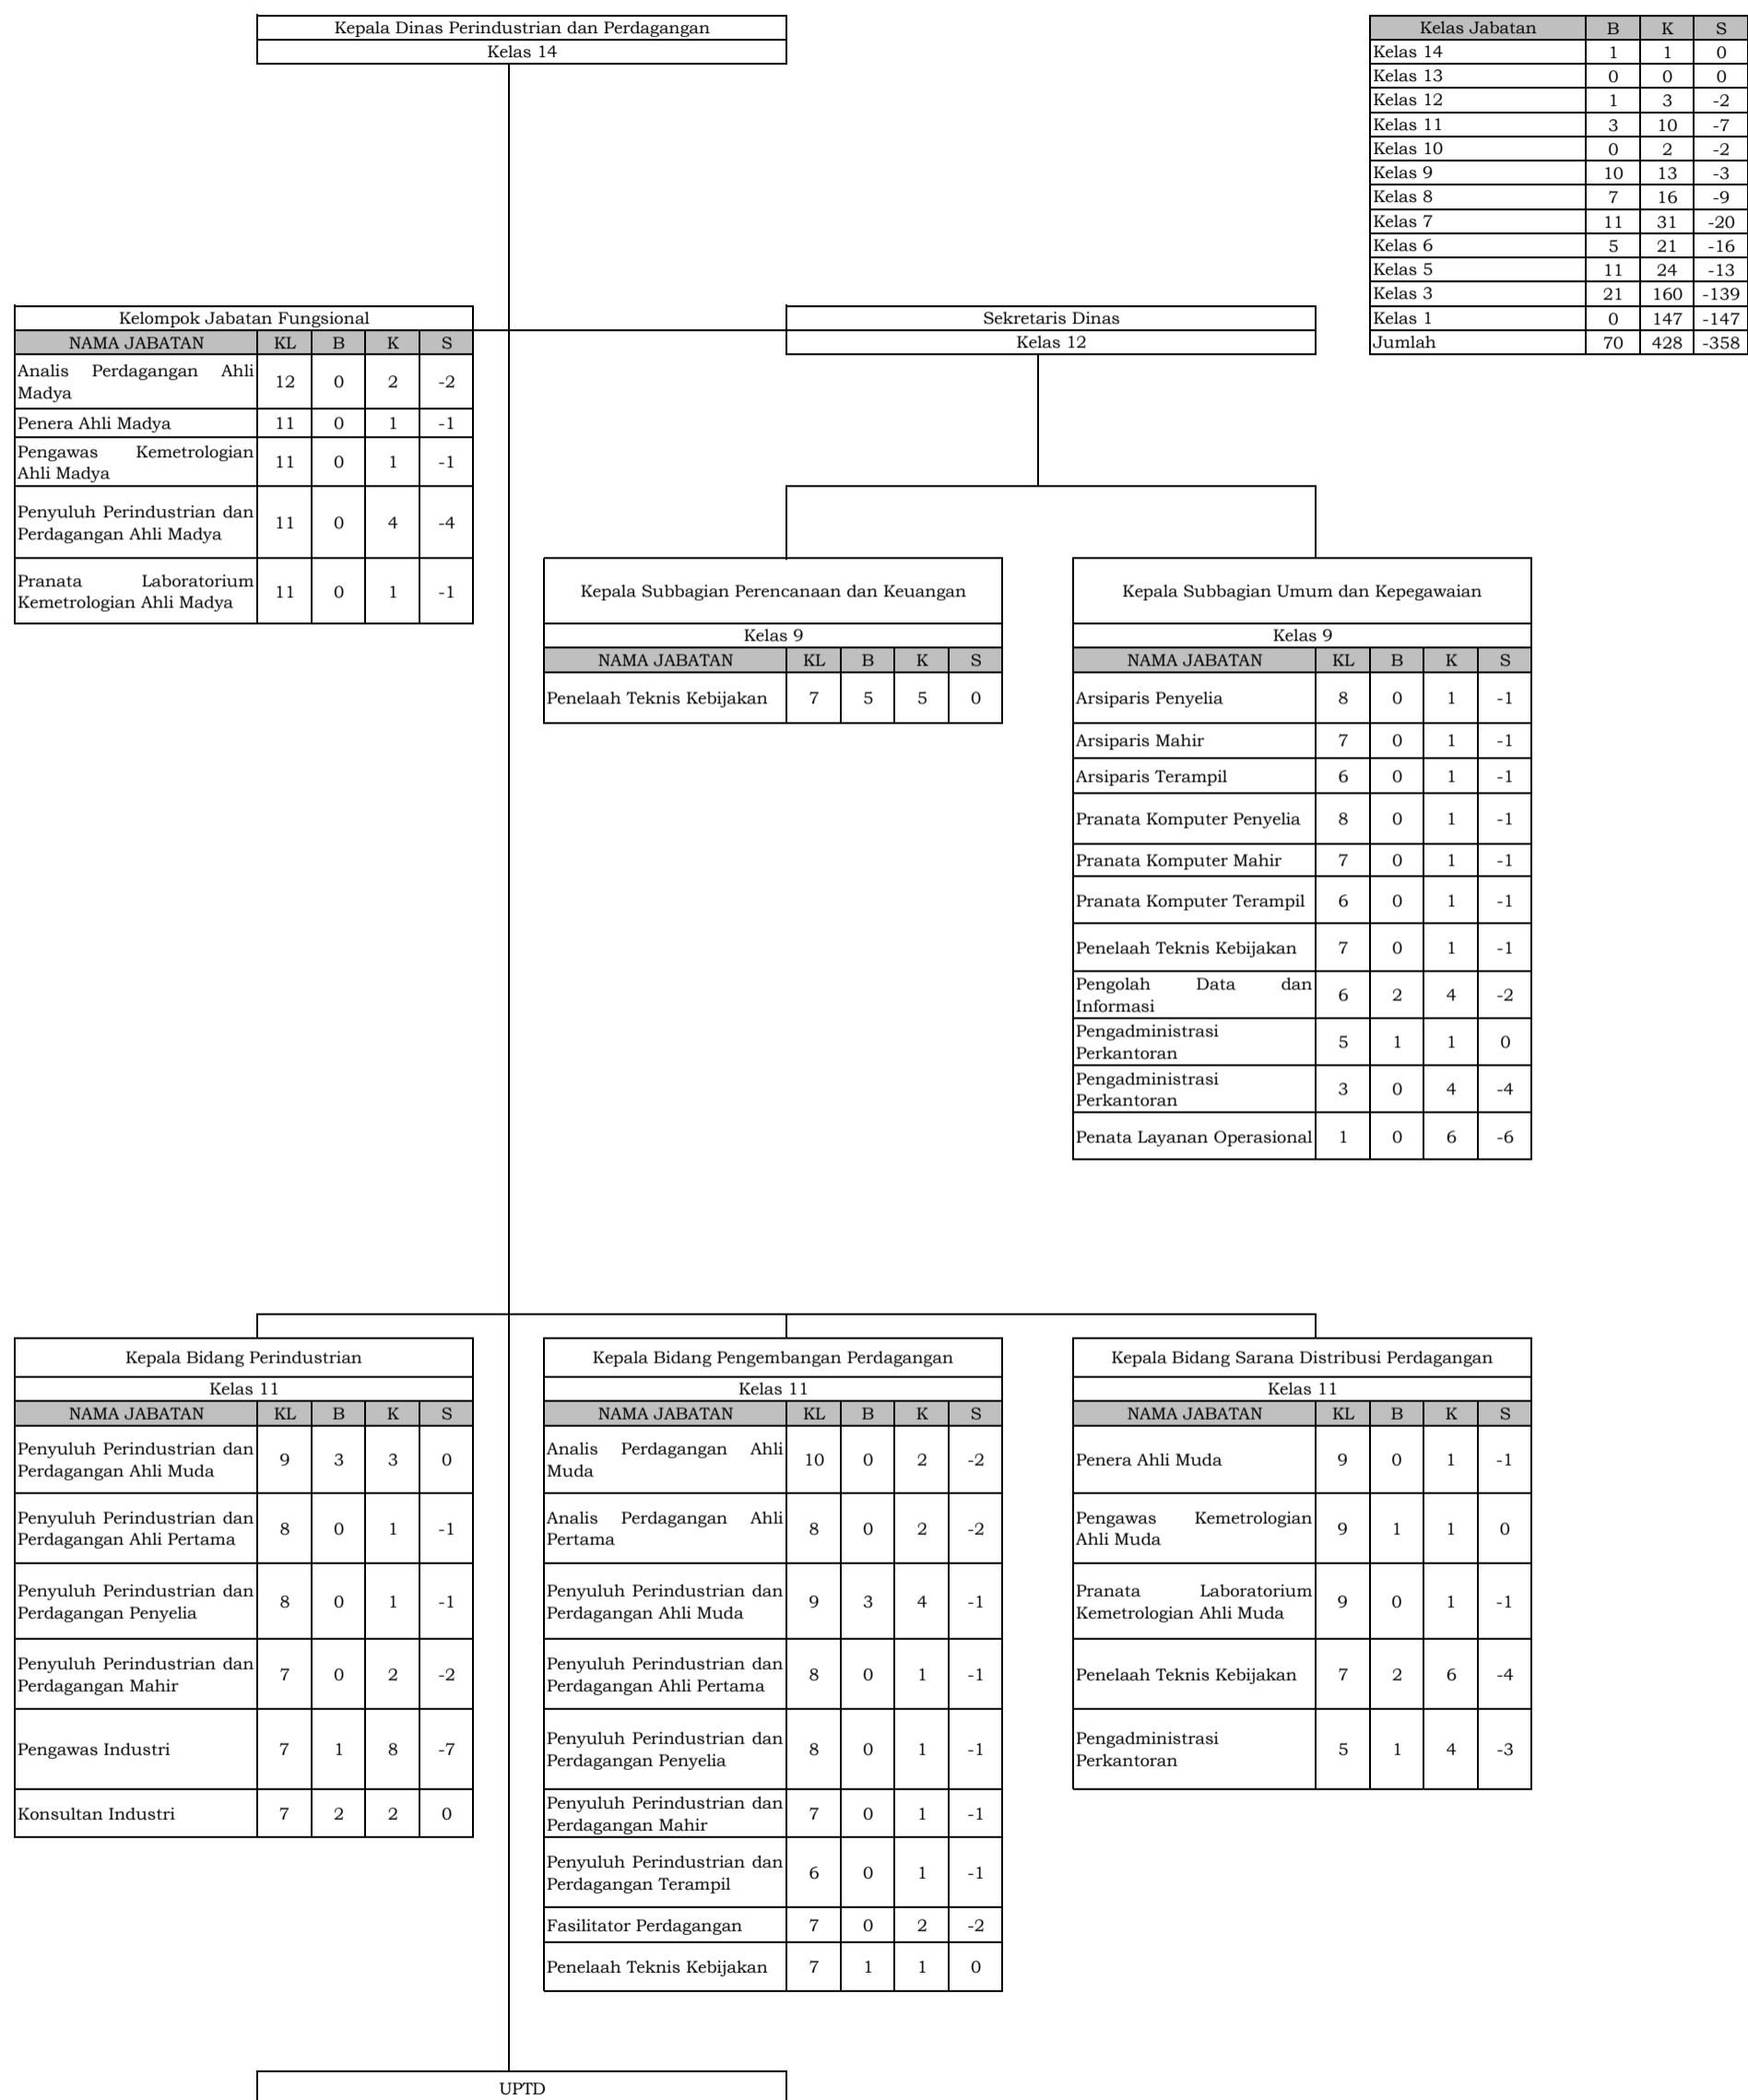 Kepala Dinas Perindustrian dan Perdagangan
Kelas 14
Kelas Jabatan B K S
Kelas 14 1 1 0
Kelas 13 0 0 0
Kelas 12 1 3 -2
Kelas 11 3 10 -7
Kelas 10 0 2 -2
Kelas 9 10 13 -3
Kelas 8 7 16 -9
Kelas 7 11 31 -20
Kelas 6 5 21 -16
Kelas 5 11 24 -13
Kelas 3 21 160 -139
Kelas 1 0 147 -147
Jumlah 70 428 -358
Kelompok Jabatan Fungsional
NAMA JABATAN KL B K S
Analis Perdagangan Ahli
Madya 12 0 2 -2
Penera Ahli Madya 11 0 1 -1
Pengawas Kemetrologian
Ahli Madya 11 0 1 -1
Penyuluh Perindustrian dan
Perdagangan Ahli Madya 11 0 4 -4
Pranata Laboratorium
Kemetrologian Ahli Madya 11 0 1 -1
Sekretaris Dinas
Kelas 12
Kepala Subbagian Perencanaan dan Keuangan
Kelas 9
NAMA JABATAN KL B K S
Penelaah Teknis Kebijakan 7 5 5 0
Kepala Subbagian Umum dan Kepegawaian
Kelas 9
NAMA JABATAN KL B K S
Arsiparis Penyelia 8 0 1 -1
Arsiparis Mahir 7 0 1 -1
Arsiparis Terampil 6 0 1 -1
Pranata Komputer Penyelia 8 0 1 -1
Pranata Komputer Mahir 7 0 1 -1
Pranata Komputer Terampil 6 0 1 -1
Penelaah Teknis Kebijakan 7 0 1 -1
Pengolah Data dan
Informasi 6 2 4 -2
Pengadministrasi
Perkantoran 5 1 1 0
Pengadministrasi
Perkantoran 3 0 4 -4
Penata Layanan Operasional 1 0 6 -6
Kepala Bidang Perindustrian
Kelas 11
NAMA JABATAN KL B K S
Penyuluh Perindustrian dan
Perdagangan Ahli Muda 9 3 3 0
Penyuluh Perindustrian dan
Perdagangan Ahli Pertama 8 0 1 -1
Penyuluh Perindustrian dan
Perdagangan Penyelia 8 0 1 -1
Penyuluh Perindustrian dan
Perdagangan Mahir 7 0 2 -2
Pengawas Industri 7 1 8 -7
Konsultan Industri 7 2 2 0
Kepala Bidang Pengembangan Perdagangan
Kelas 11
NAMA JABATAN KL B K S
Analis Perdagangan Ahli
Muda 10 0 2 -2
Analis Perdagangan Ahli
Pertama 8 0 2 -2
Penyuluh Perindustrian dan
Perdagangan Ahli Muda 9 3 4 -1
Penyuluh Perindustrian dan
Perdagangan Ahli Pertama 8 0 1 -1
Penyuluh Perindustrian dan
Perdagangan Penyelia 8 0 1 -1
Penyuluh Perindustrian dan
Perdagangan Mahir 7 0 1 -1
Penyuluh Perindustrian dan
Perdagangan Terampil 6 0 1 -1
Fasilitator Perdagangan 7 0 2 -2
Penelaah Teknis Kebijakan 7 1 1 0
Kepala Bidang Sarana Distribusi Perdagangan
Kelas 11
NAMA JABATAN KL B K S
Penera Ahli Muda 9 0 1 -1
Pengawas Kemetrologian
Ahli Muda 9 1 1 0
Pranata Laboratorium
Kemetrologian Ahli Muda 9 0 1 -1
Penelaah Teknis Kebijakan 7 2 6 -4
Pengadministrasi
Perkantoran 5 1 4 -3
UPTD